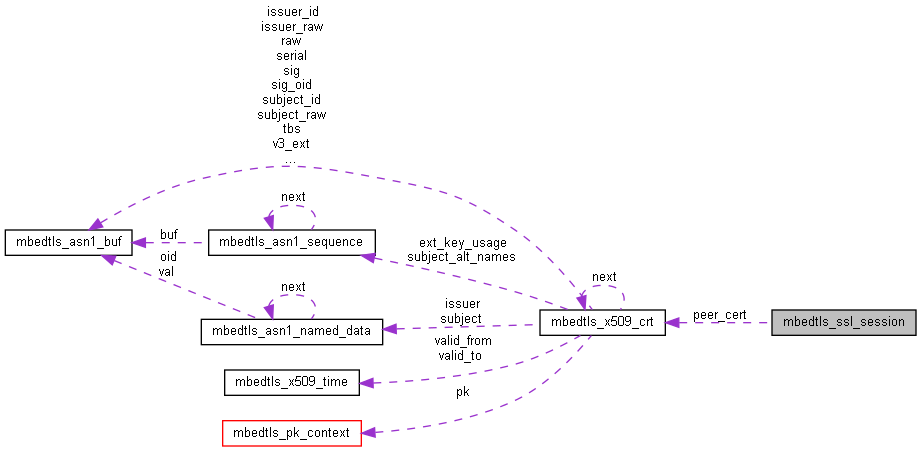 issuer_id
issuer_raw
raw
serial
sig
sig_oid
subject_id
subject_raw
tbs
v3_ext
...
next
mbedtls_asn1_buf
buf
mbedtls_asn1_sequence
ext_key_usage
subject_alt_names
oid
val
next
next
mbedtls_asn1_named_data
issuer
subject
mbedtls_x509_crt
peer_cert
mbedtls_ssl_session
valid_from
valid_to
mbedtls_x509_time
pk
mbedtls_pk_context